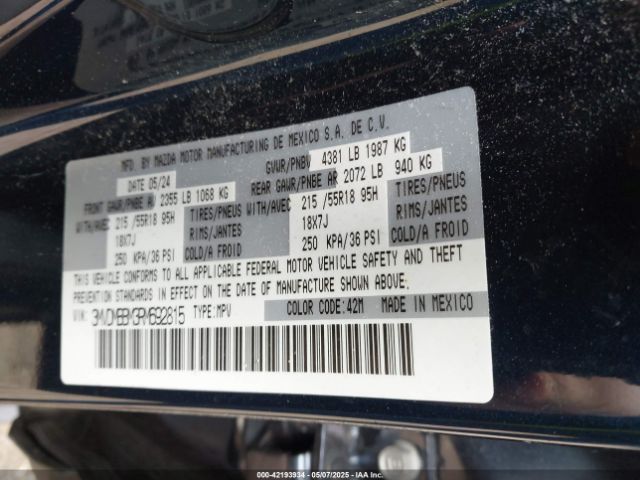 MFD. BY MAZDA MOTOR MANUFACTURING DE MEXICO S.A. DE C.V.
DATE 05/24 GVWR/PNBV 4381 LB 1987 KG
FRONT GAWR/PNBE AV 2355 LB 1068 KG REAR GAWR/PNBE AR 2072 LB 940 KG
WITH/AVEC 215 /55R18 95H TIRES/PNEUS WITH/AVEC 215 /55R18 95H TIRES/PNEUS
18X7J RIMS/JANTES 18X7J RIMS/JANTES
250 KPA/36 PSI COLD/A FROID 250 KPA/36 PSI COLD/A FROID
THIS VEHICLE CONFORMS TO ALL APPLICABLE FEDERAL MOTOR VEHICLE SAFETY AND THEFT
PREVENTION STANDARDS IN EFFECT ON THE DATE OF MANUFACTURE SHOWN ABOVE.
VIN: TYPE: MPV COLOR CODE:42M MADE IN MEXICO
000-42193934 - 05/07/2025 - IAA Inc.